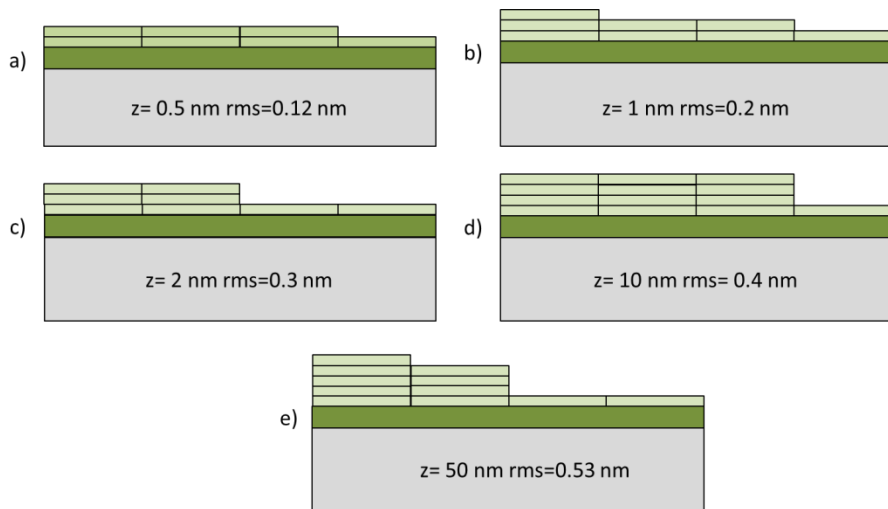 a)
z= 0.5 nm rms=0.12 nm
b)
z= 1 nm rms=0.2 nm
c)
z= 2 nm rms=0.3 nm
d)
z= 10 nm rms= 0.4 nm
e)
z= 50 nm rms=0.53 nm